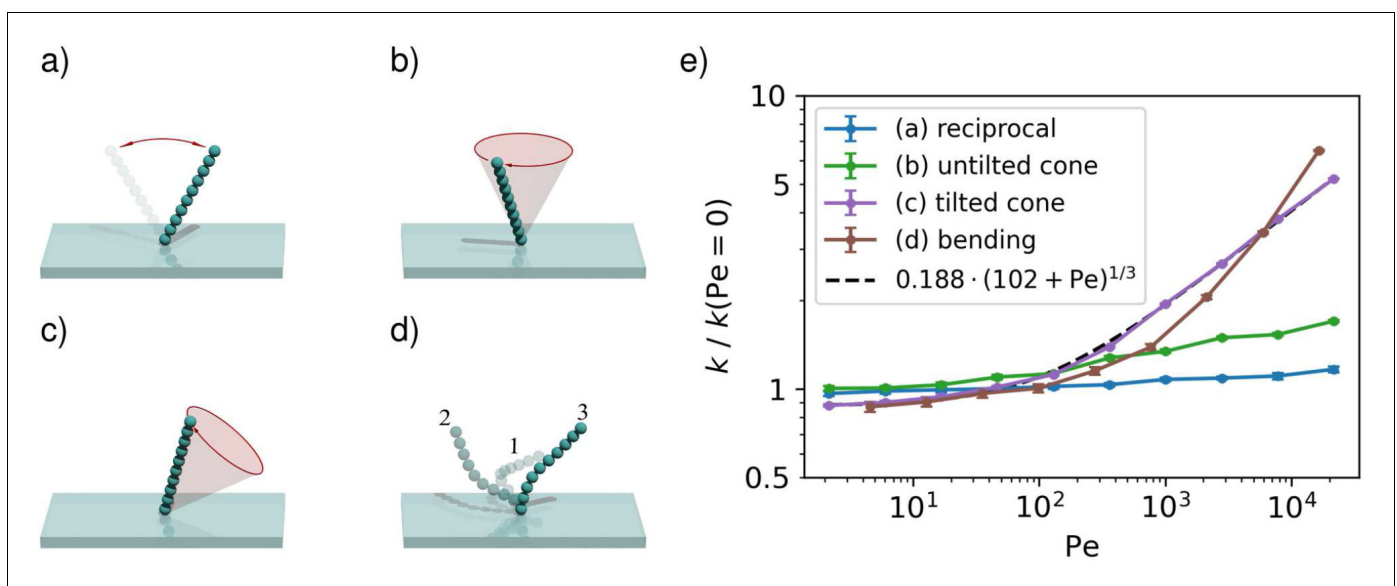 a)
b)
c)
d)
2
1
3
e)
10
5
1
0.5
k / k(Pe = 0)
(a) reciprocal
(b) untilted cone
(c) tilted cone
(d) bending
0.188 · (102 + Pe)^{1/3}
10^1
10^2
10^3
10^4
Pe